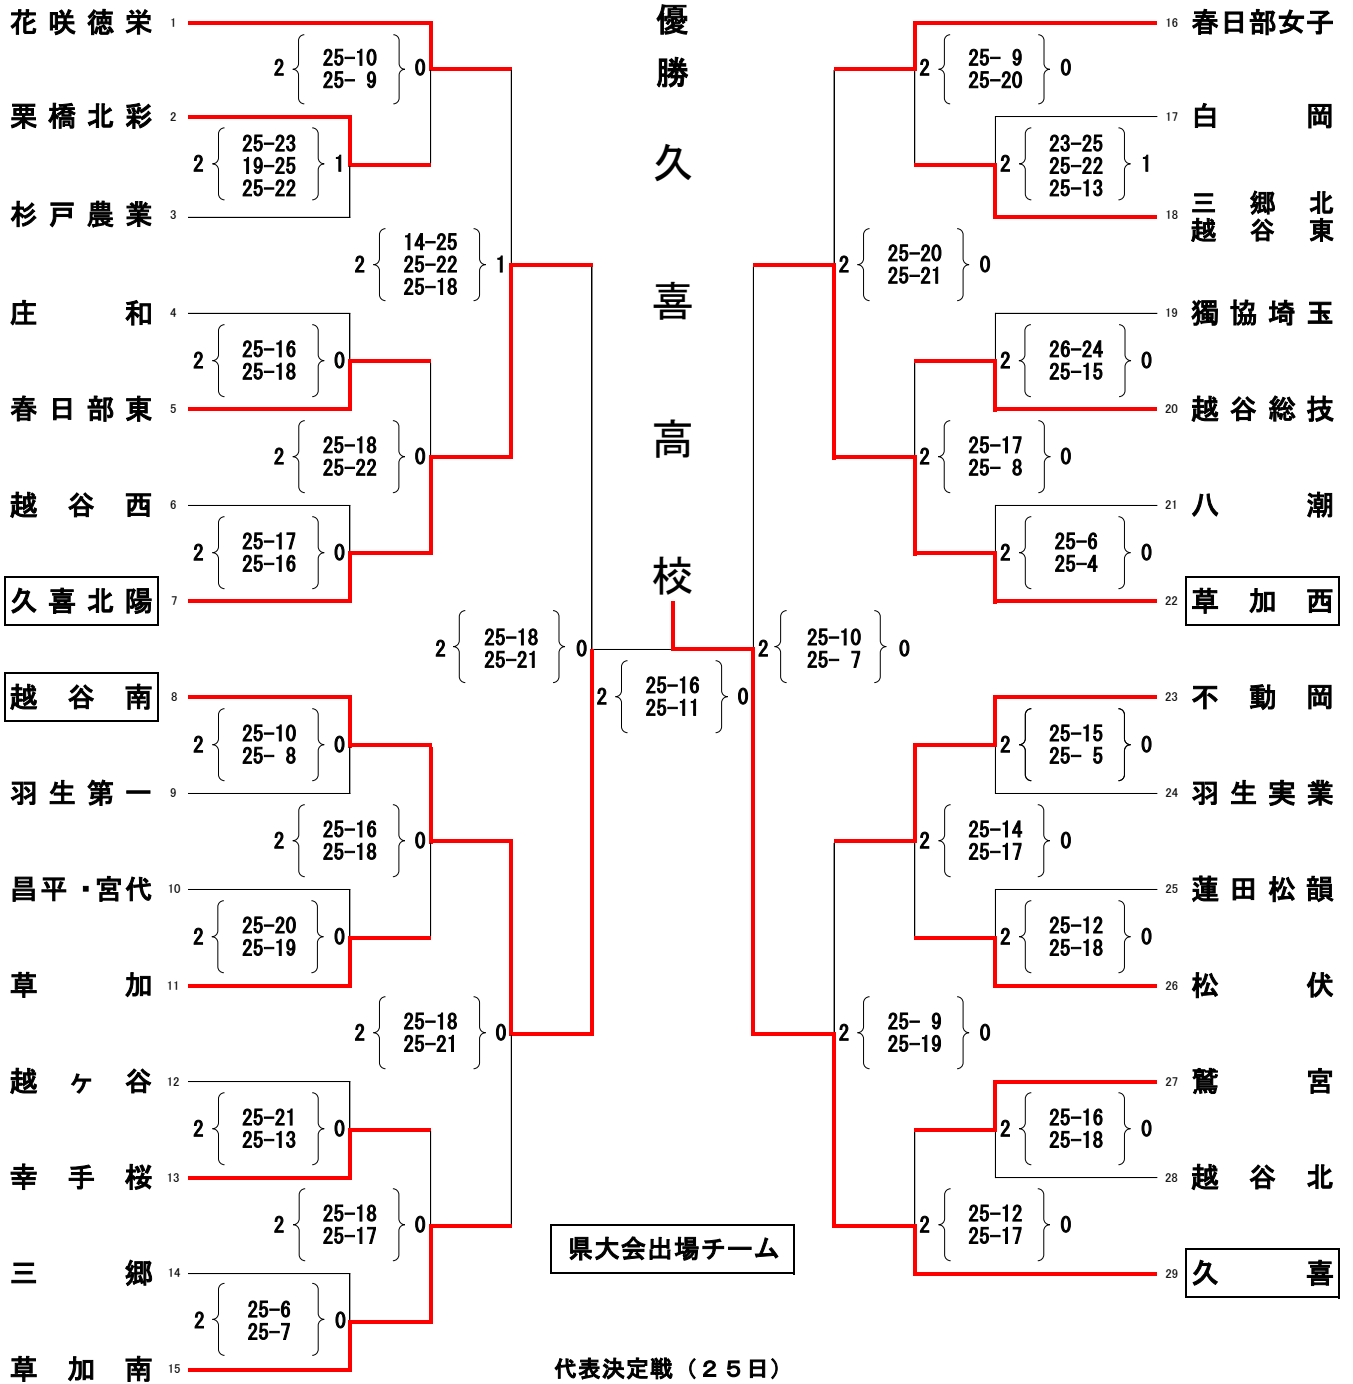 優勝 久喜高校
花咲徳栄 1
2 25-10 0
25- 9
栗橋北彩 2
2 25-23 1
19-25
25-22
杉戸農業 3
2 14-25 1
25-22
25-18
庄和 4
2 25-16 0
25-18
春日部東 5
2 25-18 0
25-22
越谷西 6
2 25-17 0
25-16
久喜北陽 7
2 25-18 0
25-21
越谷南 8
2 25-10 0
25- 8
羽生第一 9
2 25-16 0
25-18
昌平・宮代 10
2 25-20 0
25-19
草加 11
2 25-18 0
25-21
越ヶ谷 12
2 25-21 0
25-13
幸手桜 13
2 25-18 0
25-17
三郷 14
2 25-6 0
25-7
草加南 15
2 25-16 0
25-11
16 春日部女子
2 25- 9 0
25-20
17 白岡
2 23-25 1
25-22
25-13
18 三郷北
越谷東
2 25-20 0
25-21
19 獨協埼玉
2 26-24 0
25-15
20 越谷総技
2 25-17 0
25- 8
21 八潮
2 25-6 0
25-4
22 草加西
2 25-10 0
25- 7
23 不動岡
2 25-15 0
25- 5
24 羽生実業
2 25-14 0
25-17
25 蓮田松韻
2 25-12 0
25-18
26 松伏
2 25- 9 0
25-19
27 鷲宮
2 25-16 0
25-18
28 越谷北
2 25-12 0
25-17
29 久喜
県大会出場チーム
代表決定戦（２５日）